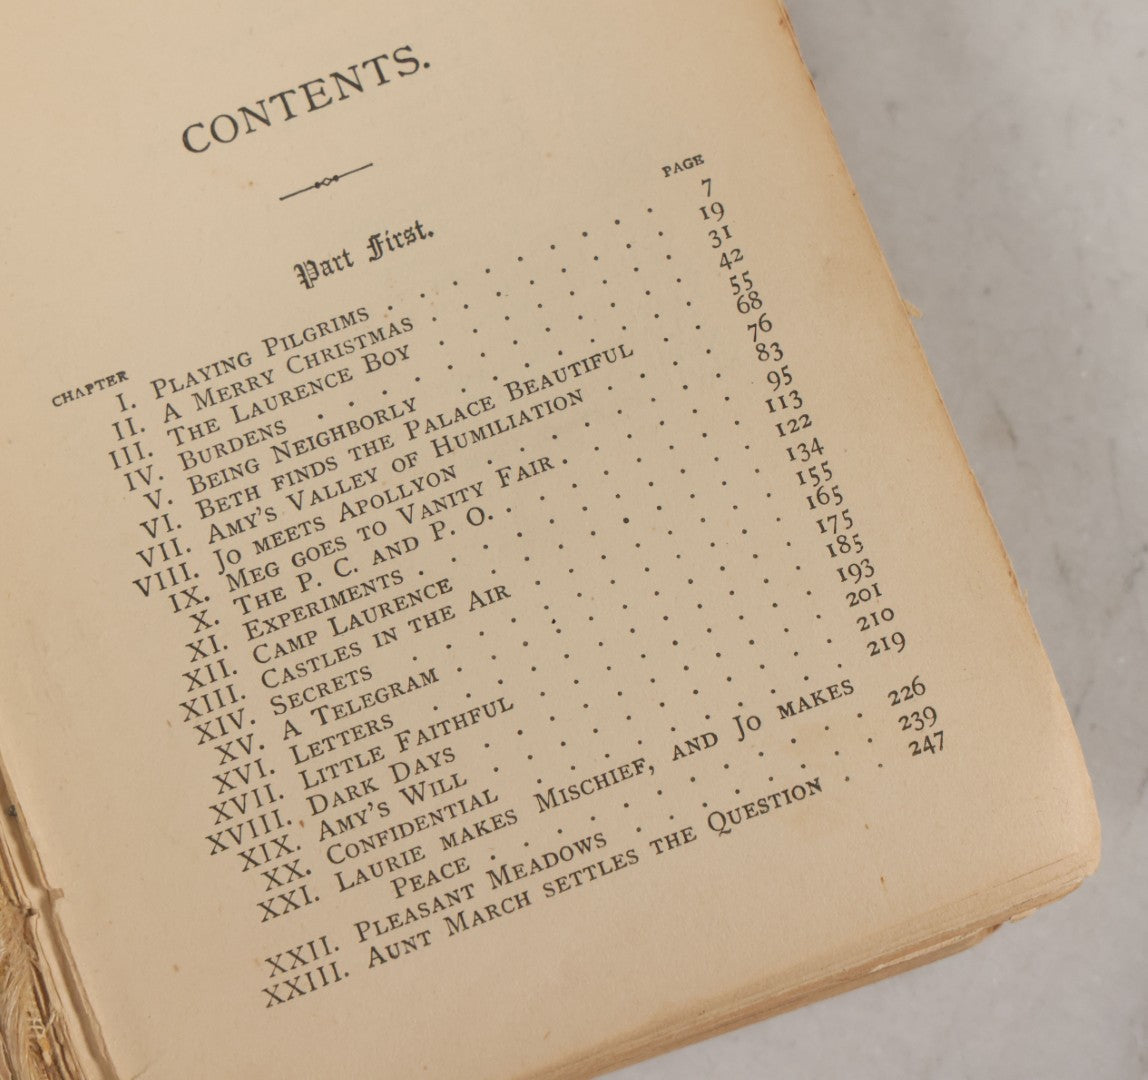 CONTENTS.
Part First.
CHAPTER PAGE
I. PLAYING PILGRIMS . . . . . . . . . 7
II. A MERRY CHRISTMAS . . . . . . . . 19
III. THE LAURENCE BOY . . . . . . . . 31
IV. BURDENS . . . . . . . . . . . . 42
V. BEING NEIGHBORLY . . . . . . . . 55
VI. BETH FINDS THE PALACE BEAUTIFUL . . 68
VII. AMY'S VALLEY OF HUMILIATION . . . . 76
VIII. JO MEETS APOLLYON . . . . . . . . 83
IX. MEG GOES TO VANITY FAIR . . . . . . 95
X. THE P. C. AND P. O. . . . . . . . . 113
XI. EXPERIMENTS . . . . . . . . . . . 122
XII. CAMP LAURENCE . . . . . . . . . . 134
XIII. CASTLES IN THE AIR . . . . . . . . 155
XIV. SECRETS . . . . . . . . . . . . 165
XV. A TELEGRAM . . . . . . . . . . . 175
XVI. LETTERS . . . . . . . . . . . . 185
XVII. LITTLE FAITHFUL . . . . . . . . . 193
XVIII. DARK DAYS . . . . . . . . . . . 201
XIX. AMY'S WILL . . . . . . . . . . . 210
XX. CONFIDENTIAL . . . . . . . . . . 219
XXI. LAURIE MAKES MISCHIEF, AND JO MAKES
PEACE . . . . . . . . . . . . 226
XXII. PLEASANT MEADOWS . . . . . . . . 239
XXIII. AUNT MARCH SETTLES THE QUESTION . . 247